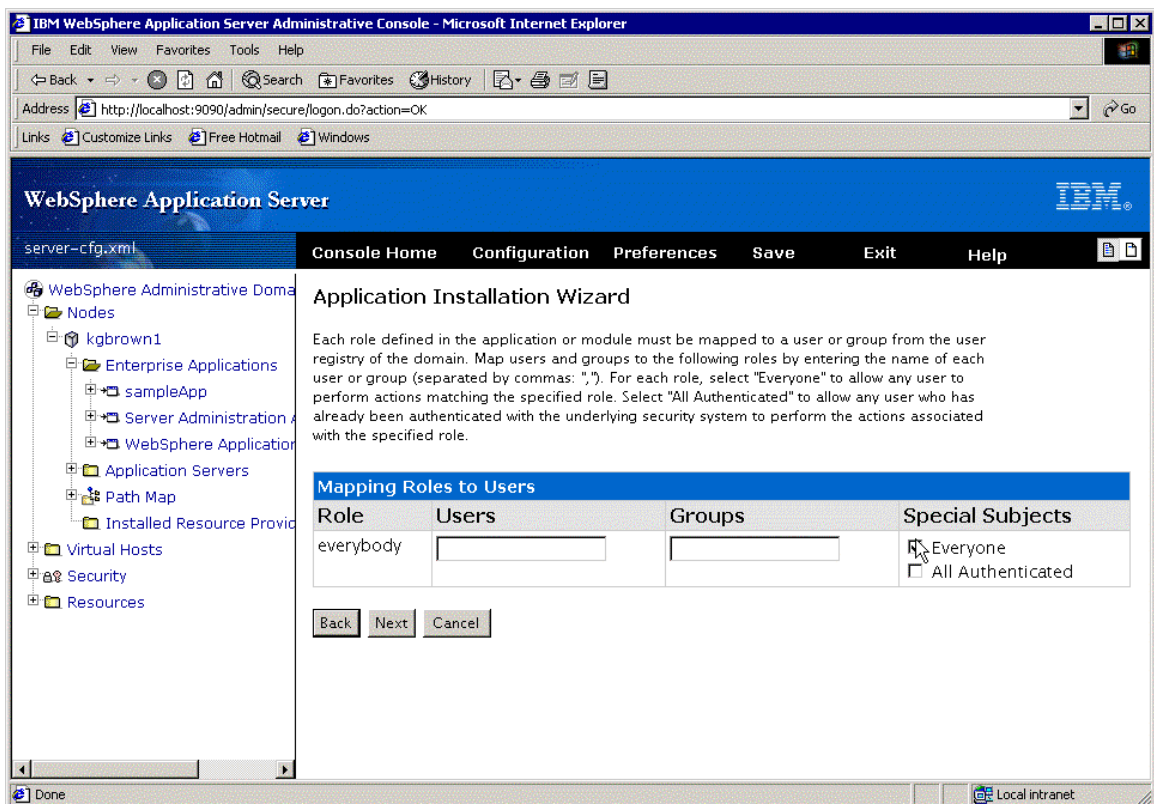 IBM WebSphere Application Server Administrative Console - Microsoft Internet Explorer
File Edit View Favorites Tools Help
Back Search Favorites History
Address http://localhost:9090/admin/secure/logon.do?action=OK Go
Links Customize Links Free Hotmail Windows
WebSphere Application Server IBM®
server-cfg.xml
Console Home Configuration Preferences Save Exit Help
WebSphere Administrative Doma
Nodes
kgbrown1
Enterprise Applications
sampleApp
Server Administration
WebSphere Application
Application Servers
Path Map
Installed Resource Provid
Virtual Hosts
Security
Resources
Application Installation Wizard
Each role defined in the application or module must be mapped to a user or group from the user
registry of the domain. Map users and groups to the following roles by entering the name of each
user or group (separated by commas: ","). For each role, select "Everyone" to allow any user to
perform actions matching the specified role. Select "All Authenticated" to allow any user who has
already been authenticated with the underlying security system to perform the actions associated
with the specified role.
Mapping Roles to Users
Role Users Groups Special Subjects
everybody Everyone
All Authenticated
Back Next Cancel
Done Local intranet